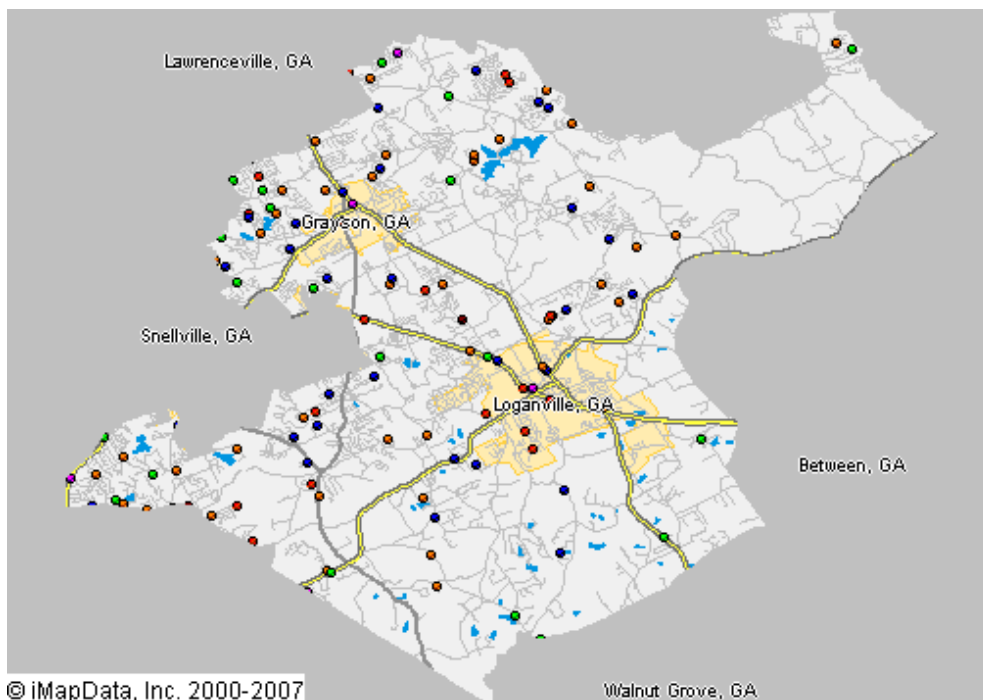 Lawrenceville, GA
Grayson, GA
Snellville, GA
Loganville, GA
Between, GA
Walnut Grove, GA
© iMapData, Inc. 2000-2007